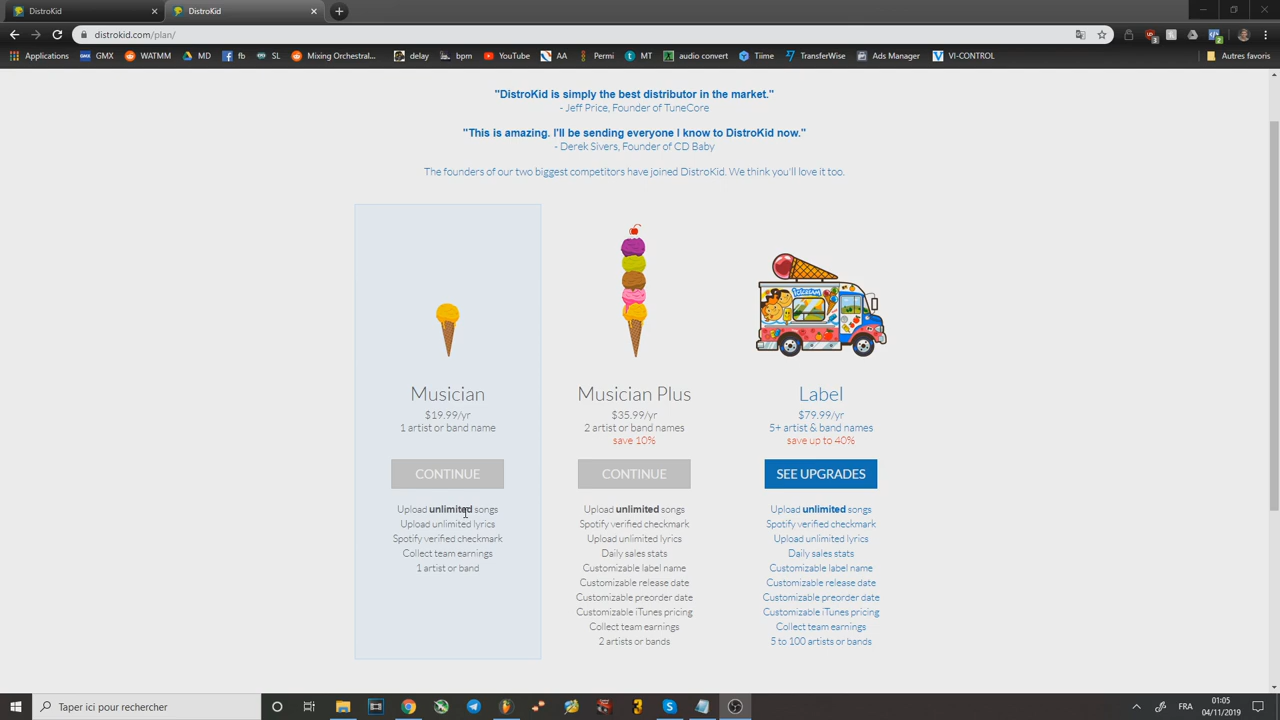 DistroKid
DistroKid
distrokid.com/plan/
Applications GMX WATMM MD fb SL Mixing Orchestral... delay bpm YouTube AA Permi MT audio convert Tiime TransferWise Ads Manager VI-CONTROL Autres favoris
"DistroKid is simply the best distributor in the market."
- Jeff Price, Founder of TuneCore
"This is amazing. I'll be sending everyone I know to DistroKid now."
- Derek Sivers, Founder of CD Baby
The founders of our two biggest competitors have joined DistroKid. We think you'll love it too.
Musician
$19.99/yr
1 artist or band name
CONTINUE
Upload unlimited songs
Upload unlimited lyrics
Spotify verified checkmark
Collect team earnings
1 artist or band
Musician Plus
$35.99/yr
2 artist or band names
save 10%
CONTINUE
Upload unlimited songs
Spotify verified checkmark
Upload unlimited lyrics
Daily sales stats
Customizable label name
Customizable release date
Customizable preorder date
Customizable iTunes pricing
Collect team earnings
2 artists or bands
Label
$79.99/yr
5+ artist & band names
save up to 40%
SEE UPGRADES
Upload unlimited songs
Spotify verified checkmark
Upload unlimited lyrics
Daily sales stats
Customizable label name
Customizable release date
Customizable preorder date
Customizable iTunes pricing
Collect team earnings
5 to 100 artists or bands
Taper ici pour rechercher
FRA
01:05
04/11/2019